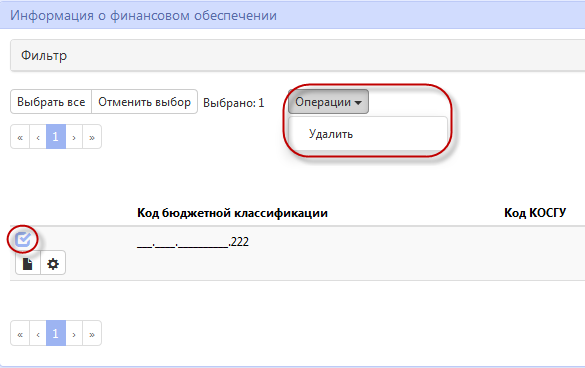 Информация о финансовом обеспечении
Фильтр
Выбрать все Отменить выбор Выбрано: 1 Операции
« ‹ 1 › » Удалить
Код бюджетной классификации Код КОСГУ
__.___.________.222
« ‹ 1 › »